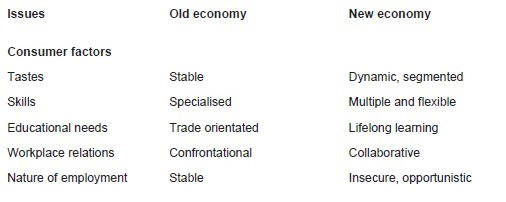 Issues Old economy New economy
Consumer factors
Tastes Stable Dynamic, segmented
Skills Specialised Multiple and flexible
Educational needs Trade orientated Lifelong learning
Workplace relations Confrontational Collaborative
Nature of employment Stable Insecure, opportunistic